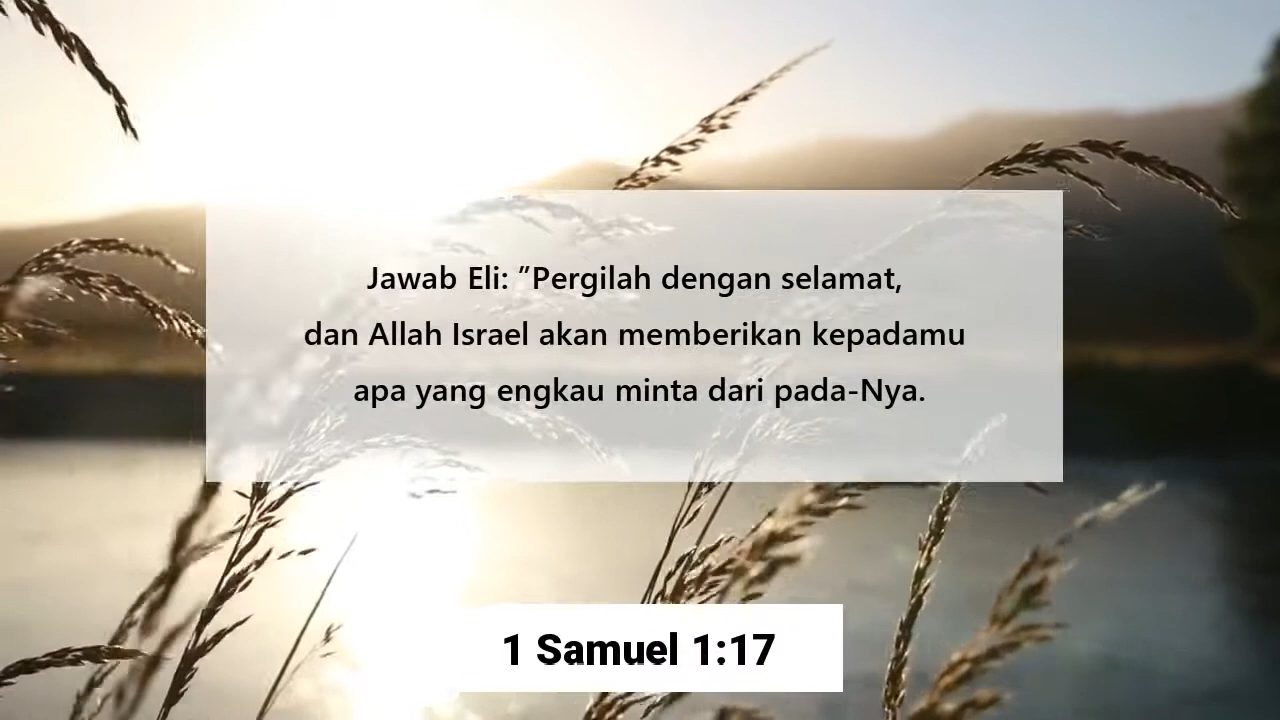 Jawab Eli: ”Pergilah dengan selamat,
dan Allah Israel akan memberikan kepadamu
apa yang engkau minta dari pada-Nya.
1 Samuel 1:17